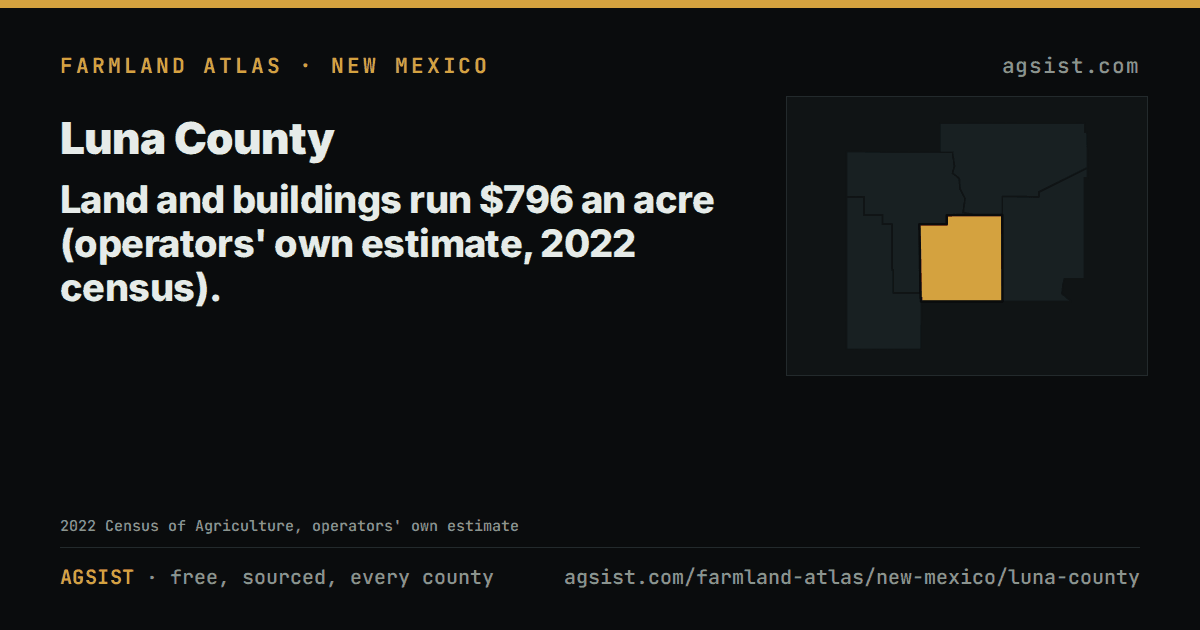 FARMLAND ATLAS · NEW MEXICO
agsist.com
Luna County
Land and buildings run $796 an acre
(operators' own estimate, 2022
census).
2022 Census of Agriculture, operators' own estimate
AGSIST · free, sourced, every county
agsist.com/farmland-atlas/new-mexico/luna-county